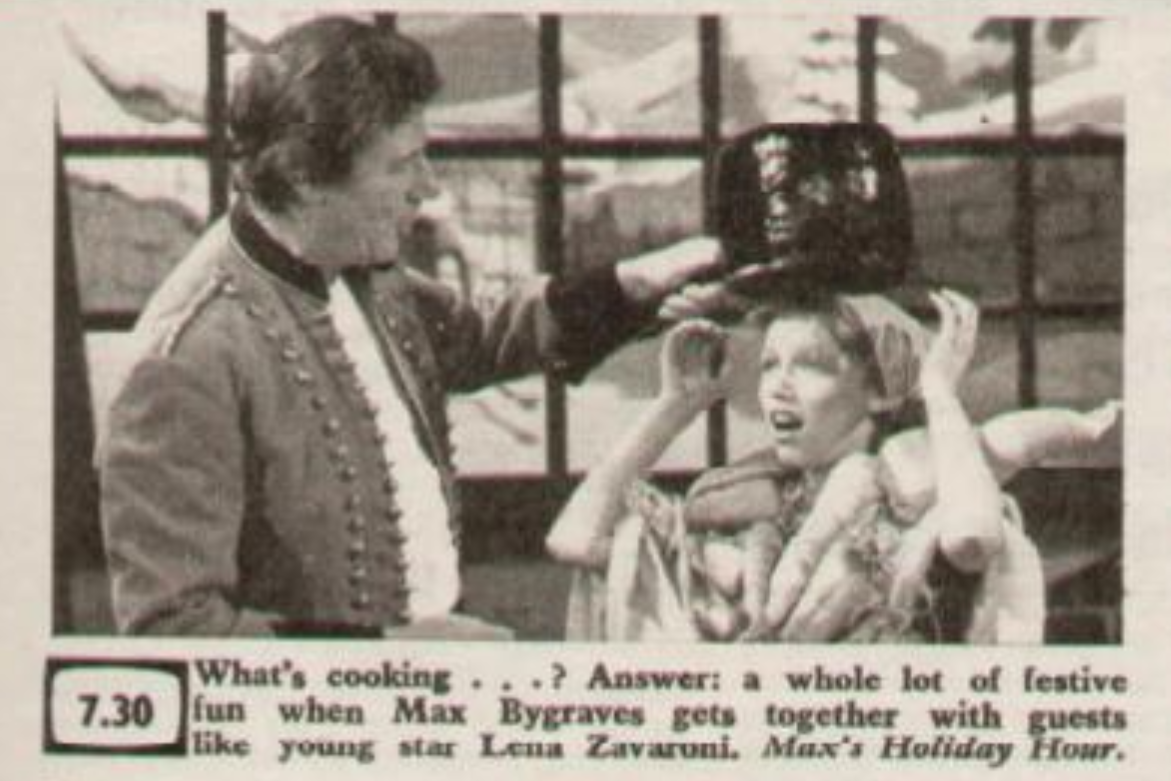 7.30
What's cooking . . . ? Answer: a whole lot of festive
fun when Max Bygraves gets together with guests
like young star Lena Zavaroni. Max's Holiday Hour.